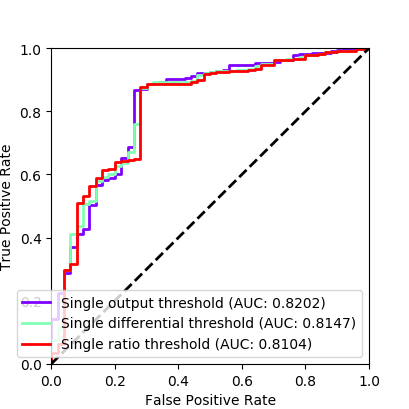 1.0
0.8
0.6
0.4
0.2
0.0
True Positive Rate
Single output threshold (AUC: 0.8202)
Single differential threshold (AUC: 0.8147)
Single ratio threshold (AUC: 0.8104)
0.0 0.2 0.4 0.6 0.8 1.0
False Positive Rate